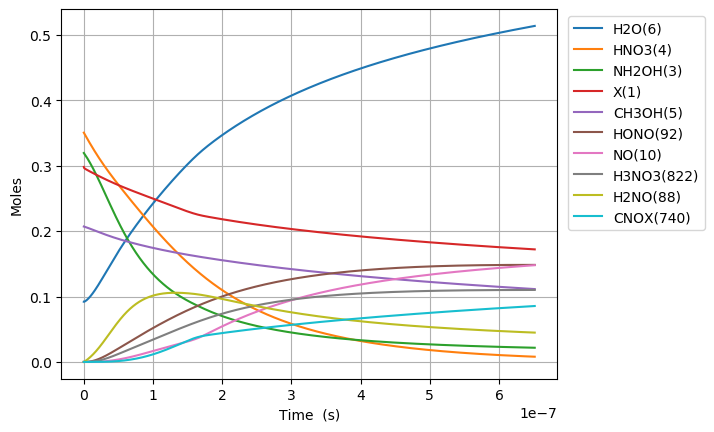 0.5
0.4
0.3
0.2
0.1
0.0
Moles
0
1
2
3
4
5
6
1e-7
Time (s)
H2O(6)
HNO3(4)
NH2OH(3)
X(1)
CH3OH(5)
HONO(92)
NO(10)
H3NO3(822)
H2NO(88)
CNOX(740)